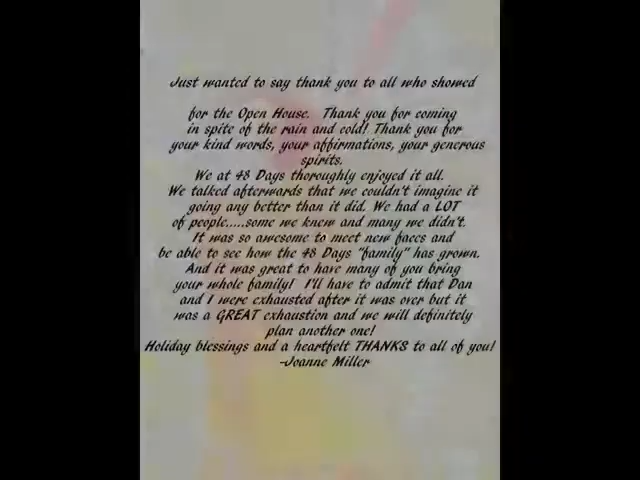 Just wanted to say thank you to all who showed
for the Open House. Thank you for coming
in spite of the rain and cold! Thank you for
your kind words, your affirmations, your generous
spirits.
We at 48 Days thoroughly enjoyed it all.
We talked afterwards that we couldn't imagine it
going any better than it did. We had a LOT
of people.....some we knew and many we didn't.
It was so awesome to meet new faces and
be able to see how the 48 Days "family" has grown.
And it was great to have many of you bring
your whole family! I'll have to admit that Dan
and I were exhausted after it was over but it
was a GREAT exhaustion and we will definitely
plan another one!
Holiday blessings and a heartfelt THANKS to all of you!
-Joanne Miller